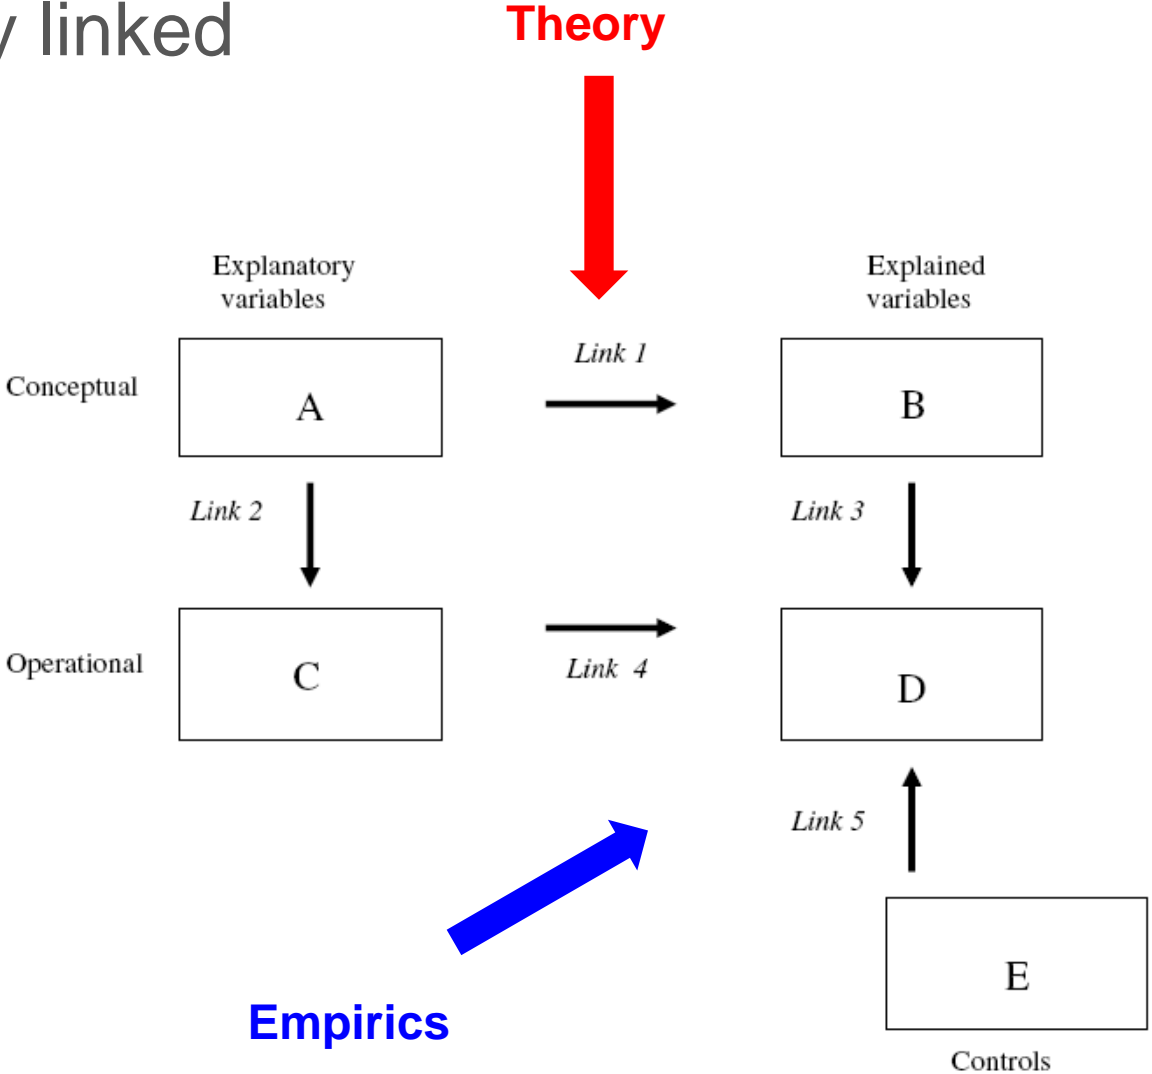 linked
Theory
Explanatory
variables
Explained
variables
Link 1
Conceptual
A
B
Link 2
Link 3
Operational
C
Link 4
D
Link 5
E
Empirics
Controls